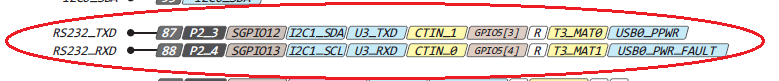 RS232_TXD 87 P2_3 SGPIO12 I2C1_SDA U3_TXD CTIN_1 GPIO5[3] R T3_MAT0 USB0_PPWR
RS232_RXD 88 P2_4 SGPIO13 I2C1_SCL U3_RXD CTIN_0 GPIO5[4] R T3_MAT1 USB0_PWR_FAULT